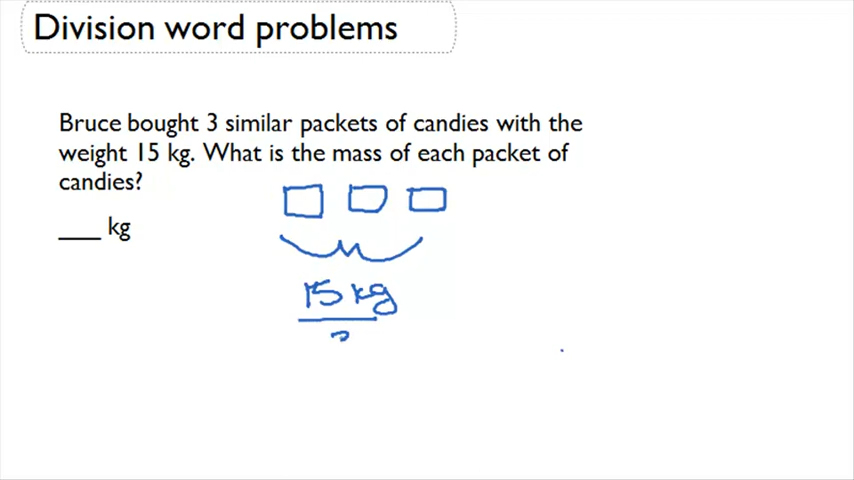 Division word problems
Bruce bought 3 similar packets of candies with the
weight 15 kg. What is the mass of each packet of
candies?
___ kg
15 kg